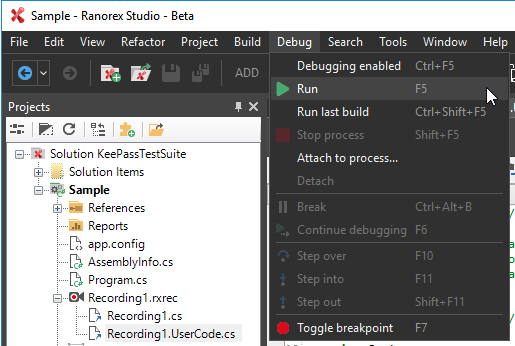 Sample - Ranorex Studio - Beta
File Edit View Refactor Project Build Debug Search Tools Window Help
ADD
Projects
Solution KeePassTestSuite
Solution Items
Sample
References
Reports
app.config
AssemblyInfo.cs
Program.cs
Recording1.rxrec
Recording1.cs
Recording1.UserCode.cs
Debugging enabled Ctrl+F5
Run F5
Run last build Ctrl+Shift+F5
Stop process Shift+F5
Attach to process...
Detach
Break Ctrl+Alt+B
Continue debugging F6
Step over F10
Step into F11
Step out Shift+F11
Toggle breakpoint F7